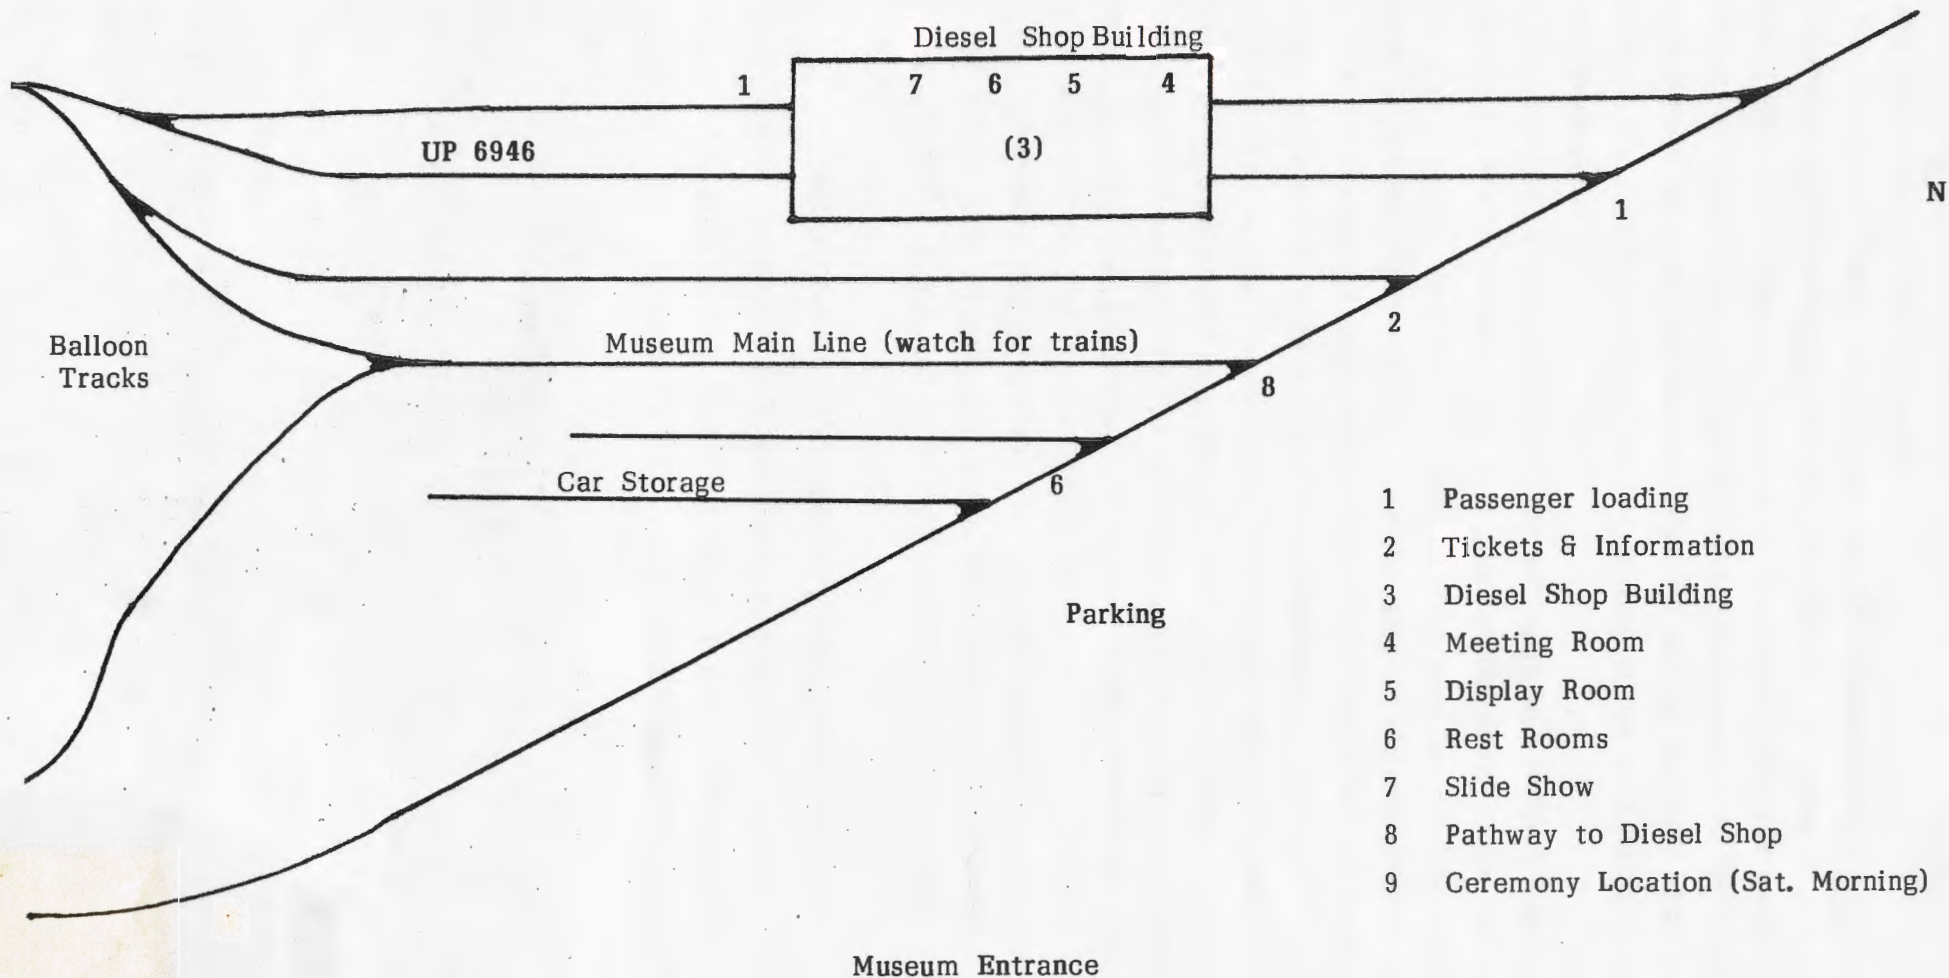 Diesel Shop Building
1 7 6 5 4
UP 6946 (3)
N
1
2
Museum Main Line (watch for trains)
Balloon
Tracks
8
Car Storage
6
Parking
1 Passenger loading
2 Tickets & Information
3 Diesel Shop Building
4 Meeting Room
5 Display Room
6 Rest Rooms
7 Slide Show
8 Pathway to Diesel Shop
9 Ceremony Location (Sat. Morning)
Museum Entrance